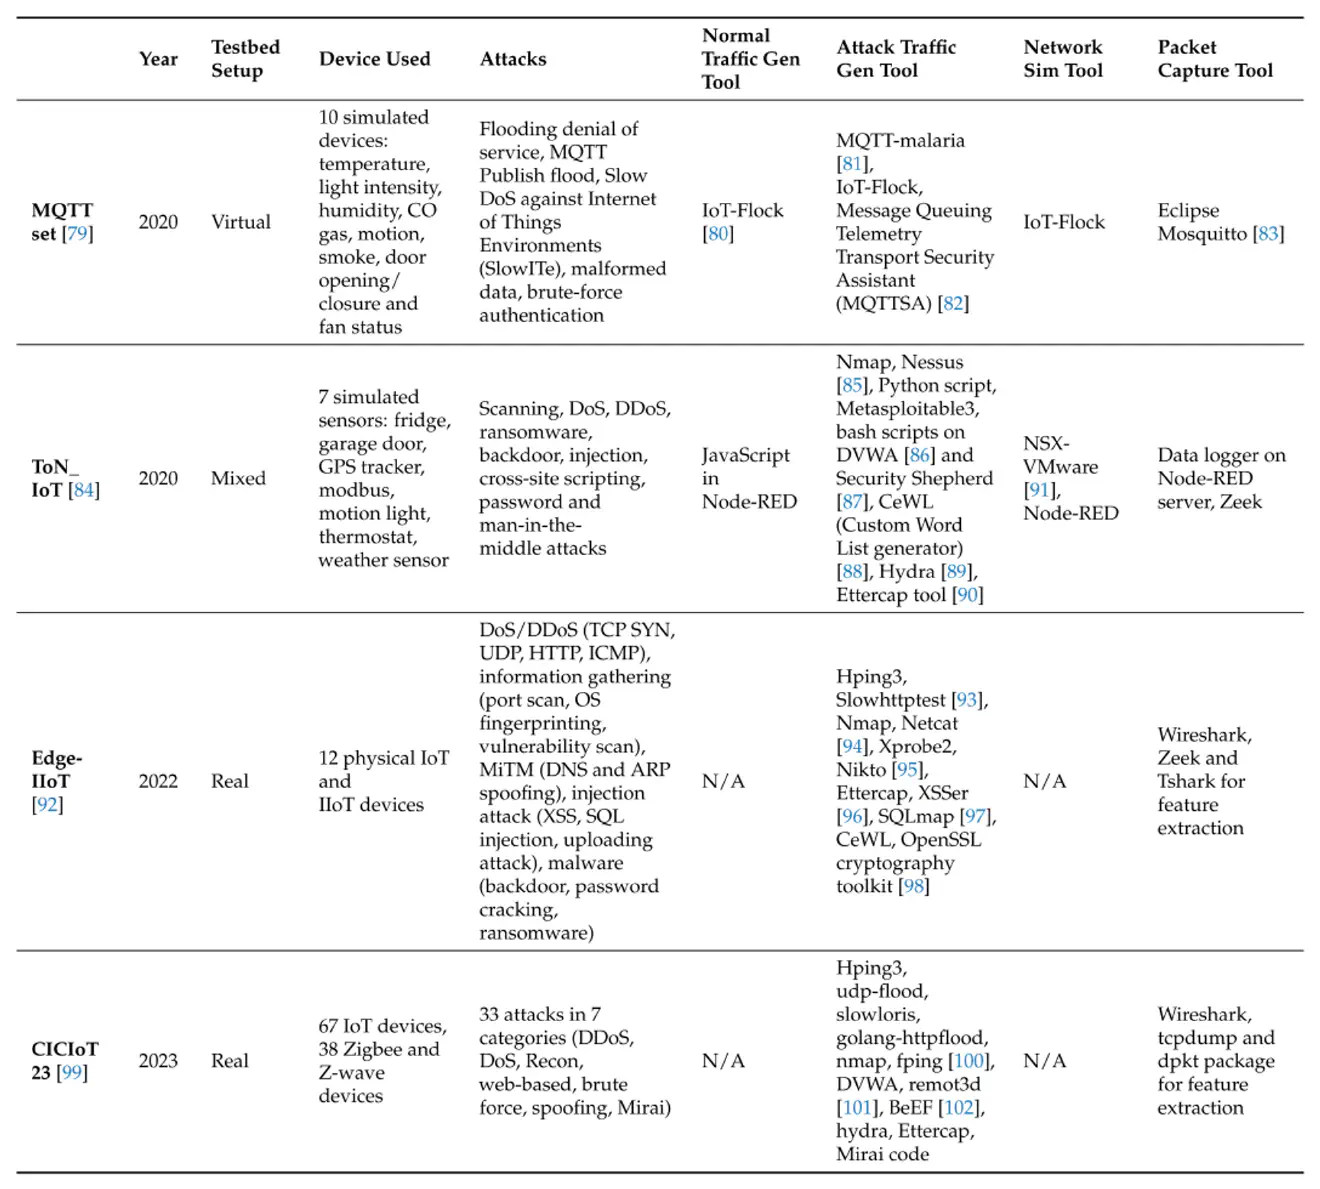 Year
Testbed
Setup
Device Used
Attacks
Normal
Traffic Gen
Tool
Attack Traffic
Gen Tool
Network
Sim Tool
Packet
Capture Tool
MQTT
set [79]
2020
Virtual
10 simulated
devices:
temperature,
light intensity,
humidity, CO
gas, motion,
smoke, door
opening/
closure and
fan status
Flooding denial of
service, MQTT
Publish flood, Slow
DoS against Internet
of Things
Environments
(SlowITe), malformed
data, brute-force
authentication
IoT-Flock
[80]
MQTT-malaria
[81],
IoT-Flock,
Message Queuing
Telemetry
Transport Security
Assistant
(MQTTSA) [82]
IoT-Flock
Eclipse
Mosquitto [83]
ToN_
IoT [84]
2020
Mixed
7 simulated
sensors: fridge,
garage door,
GPS tracker,
modbus,
motion light,
thermostat,
weather sensor
Scanning, DoS, DDoS,
ransomware,
backdoor, injection,
cross-site scripting,
password and
man-in-the-
middle attacks
JavaScript
in
Node-RED
Nmap, Nessus
[85], Python script,
Metasploitable3,
bash scripts on
DVWA [86] and
Security Shepherd
[87], CeWL
(Custom Word
List generator)
[88], Hydra [89],
Ettercap tool [90]
NSX-
VMware
[91],
Node-RED
Data logger on
Node-RED
server, Zeek
Edge-
IIoT
[92]
2022
Real
12 physical IoT
and
IIoT devices
DoS/DDoS (TCP SYN,
UDP, HTTP, ICMP),
information gathering
(port scan, OS
fingerprinting,
vulnerability scan),
MiTM (DNS and ARP
spoofing), injection
attack (XSS, SQL
injection, uploading
attack), malware
(backdoor, password
cracking,
ransomware)
N/A
Hping3,
Slowhttptest [93],
Nmap, Netcat
[94], Xprobe2,
Nikto [95],
Ettercap, XSSer
[96], SQLmap [97],
CeWL, OpenSSL
cryptography
toolkit [98]
N/A
Wireshark,
Zeek and
Tshark for
feature
extraction
CICIoT
23 [99]
2023
Real
67 IoT devices,
38 Zigbee and
Z-wave
devices
33 attacks in 7
categories (DDoS,
DoS, Recon,
web-based, brute
force, spoofing, Mirai)
N/A
Hping3,
udp-flood,
slowloris,
golang-httpflood,
nmap, fping [100],
DVWA, remot3d
[101], BeEF [102],
hydra, Ettercap,
Mirai code
N/A
Wireshark,
tcpdump and
dpkt package
for feature
extraction